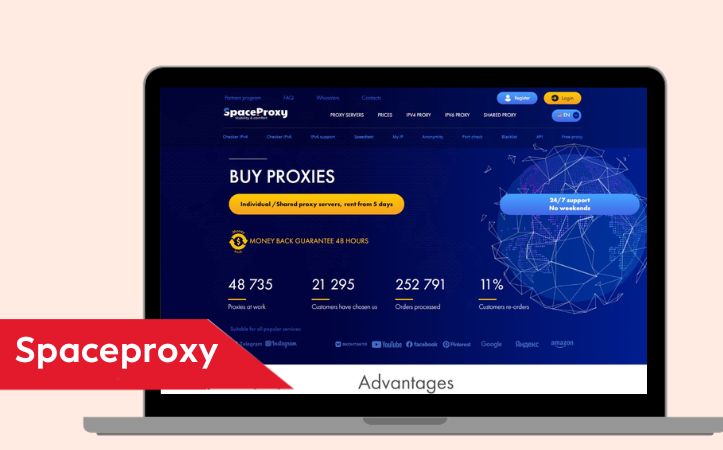 Partners program FAQ Contacts
Register Login
SpaceProxy
PROXY SERVERS PRICES IPV4 PROXY IPV6 PROXY SHARED PROXY
EN
Checker IPv4 Checker IPv6 IPv6 support Speedtest My IP Anonymity Port check Blacklist API Free proxy
BUY PROXIES
Individual /Shared proxy servers, rent from 5 days
24/7 support
No weekends
MONEY BACK GUARANTEE 48 HOURS
48 735 21 295 252 791 11%
Proxies at work Customers have chosen us Orders processed Customers re-orders
Suitable for all popular services
Telegram Instagram YouTube facebook Pinterest Google Яндекс amazon
Spaceproxy
Advantages